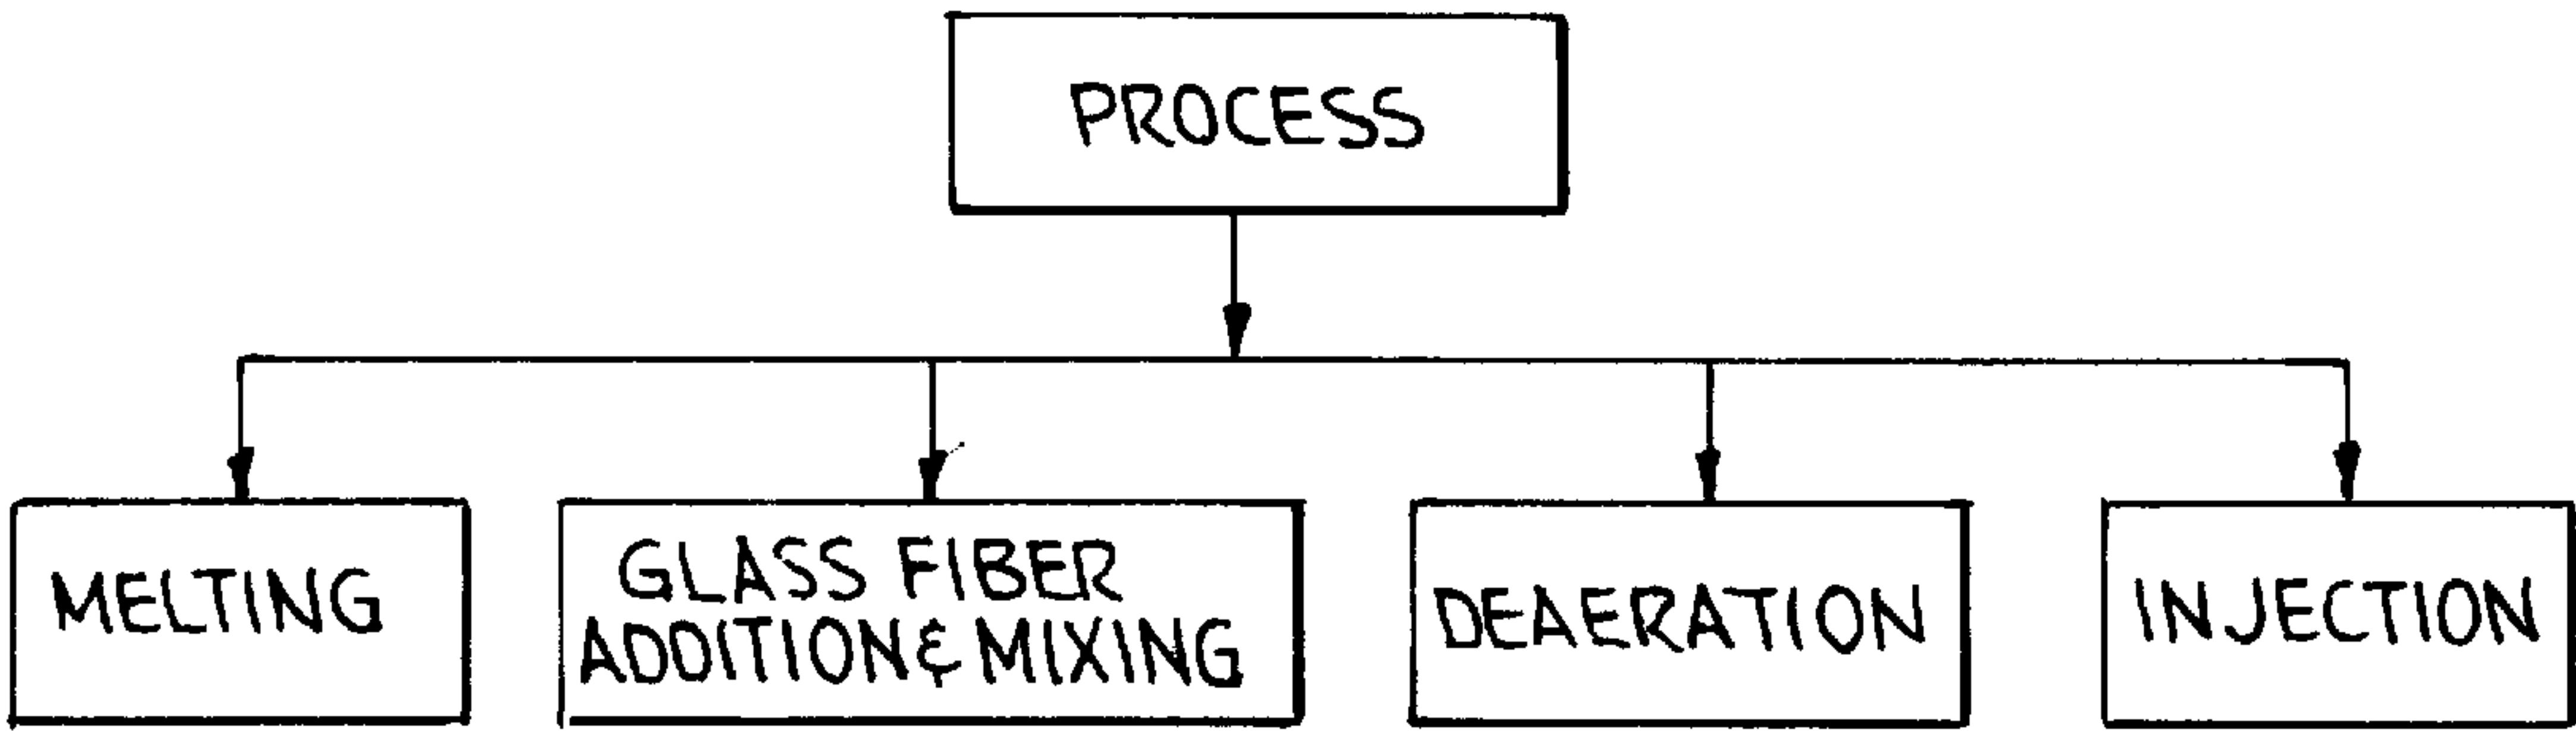 PROCESS
MELTING
GLASS FIBER
ADDITION & MIXING
DEAERATION
INJECTION